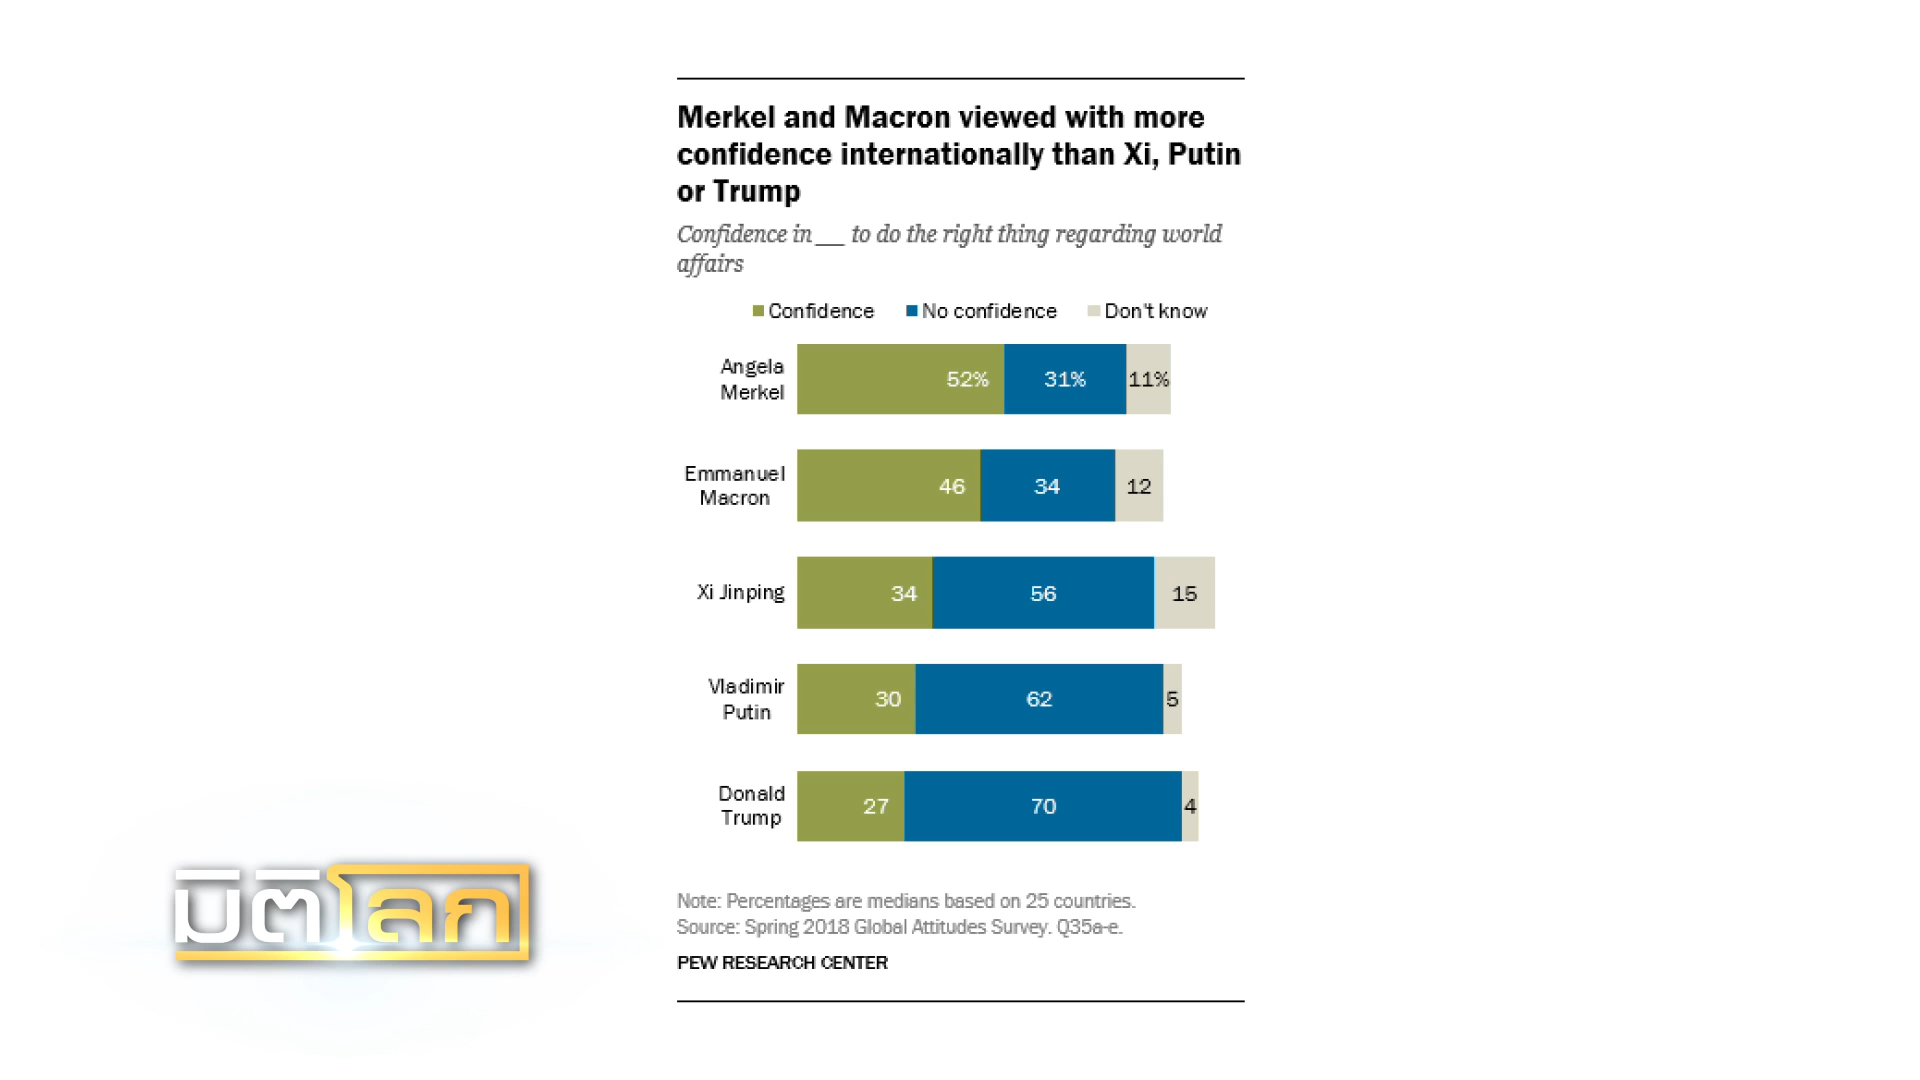 Merkel and Macron viewed with more
confidence internationally than Xi, Putin
or Trump
Confidence in __ to do the right thing regarding world
affairs
Confidence No confidence Don't know
Angela
Merkel
52% 31% 11%
Emmanuel
Macron
46 34 12
Xi Jinping 34 56 15
Vladimir
Putin
30 62 5
Donald
Trump
27 70 4
มิติโลก
Note: Percentages are medians based on 25 countries.
Source: Spring 2018 Global Attitudes Survey. Q35a-e.
PEW RESEARCH CENTER